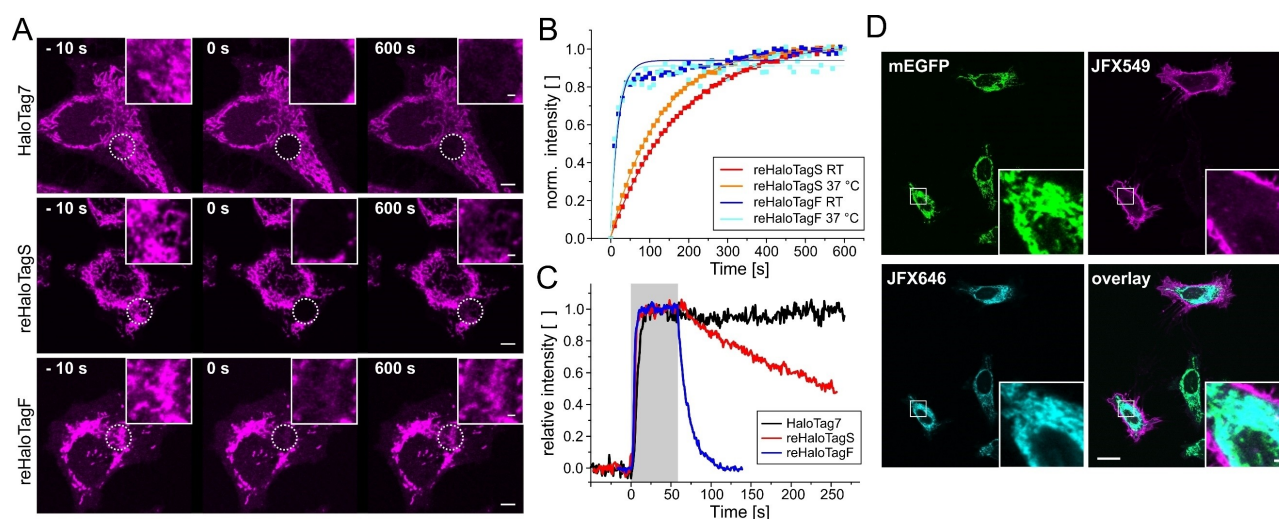 A
HaloTag7
- 10 s
0 s
600 s
reHaloTagS
- 10 s
0 s
600 s
reHaloTagF
- 10 s
0 s
600 s
B
norm. intensity [ ]
1.0
0.8
0.6
0.4
0.2
0.0
reHaloTagS RT
reHaloTagS 37 °C
reHaloTagF RT
reHaloTagF 37 °C
0 100 200 300 400 500 600
Time [s]
C
relative intensity [ ]
1.0
0.8
0.6
0.4
0.2
0.0
HaloTag7
reHaloTagS
reHaloTagF
0 50 100 150 200 250
Time [s]
D
mEGFP
JFX549
JFX646
overlay